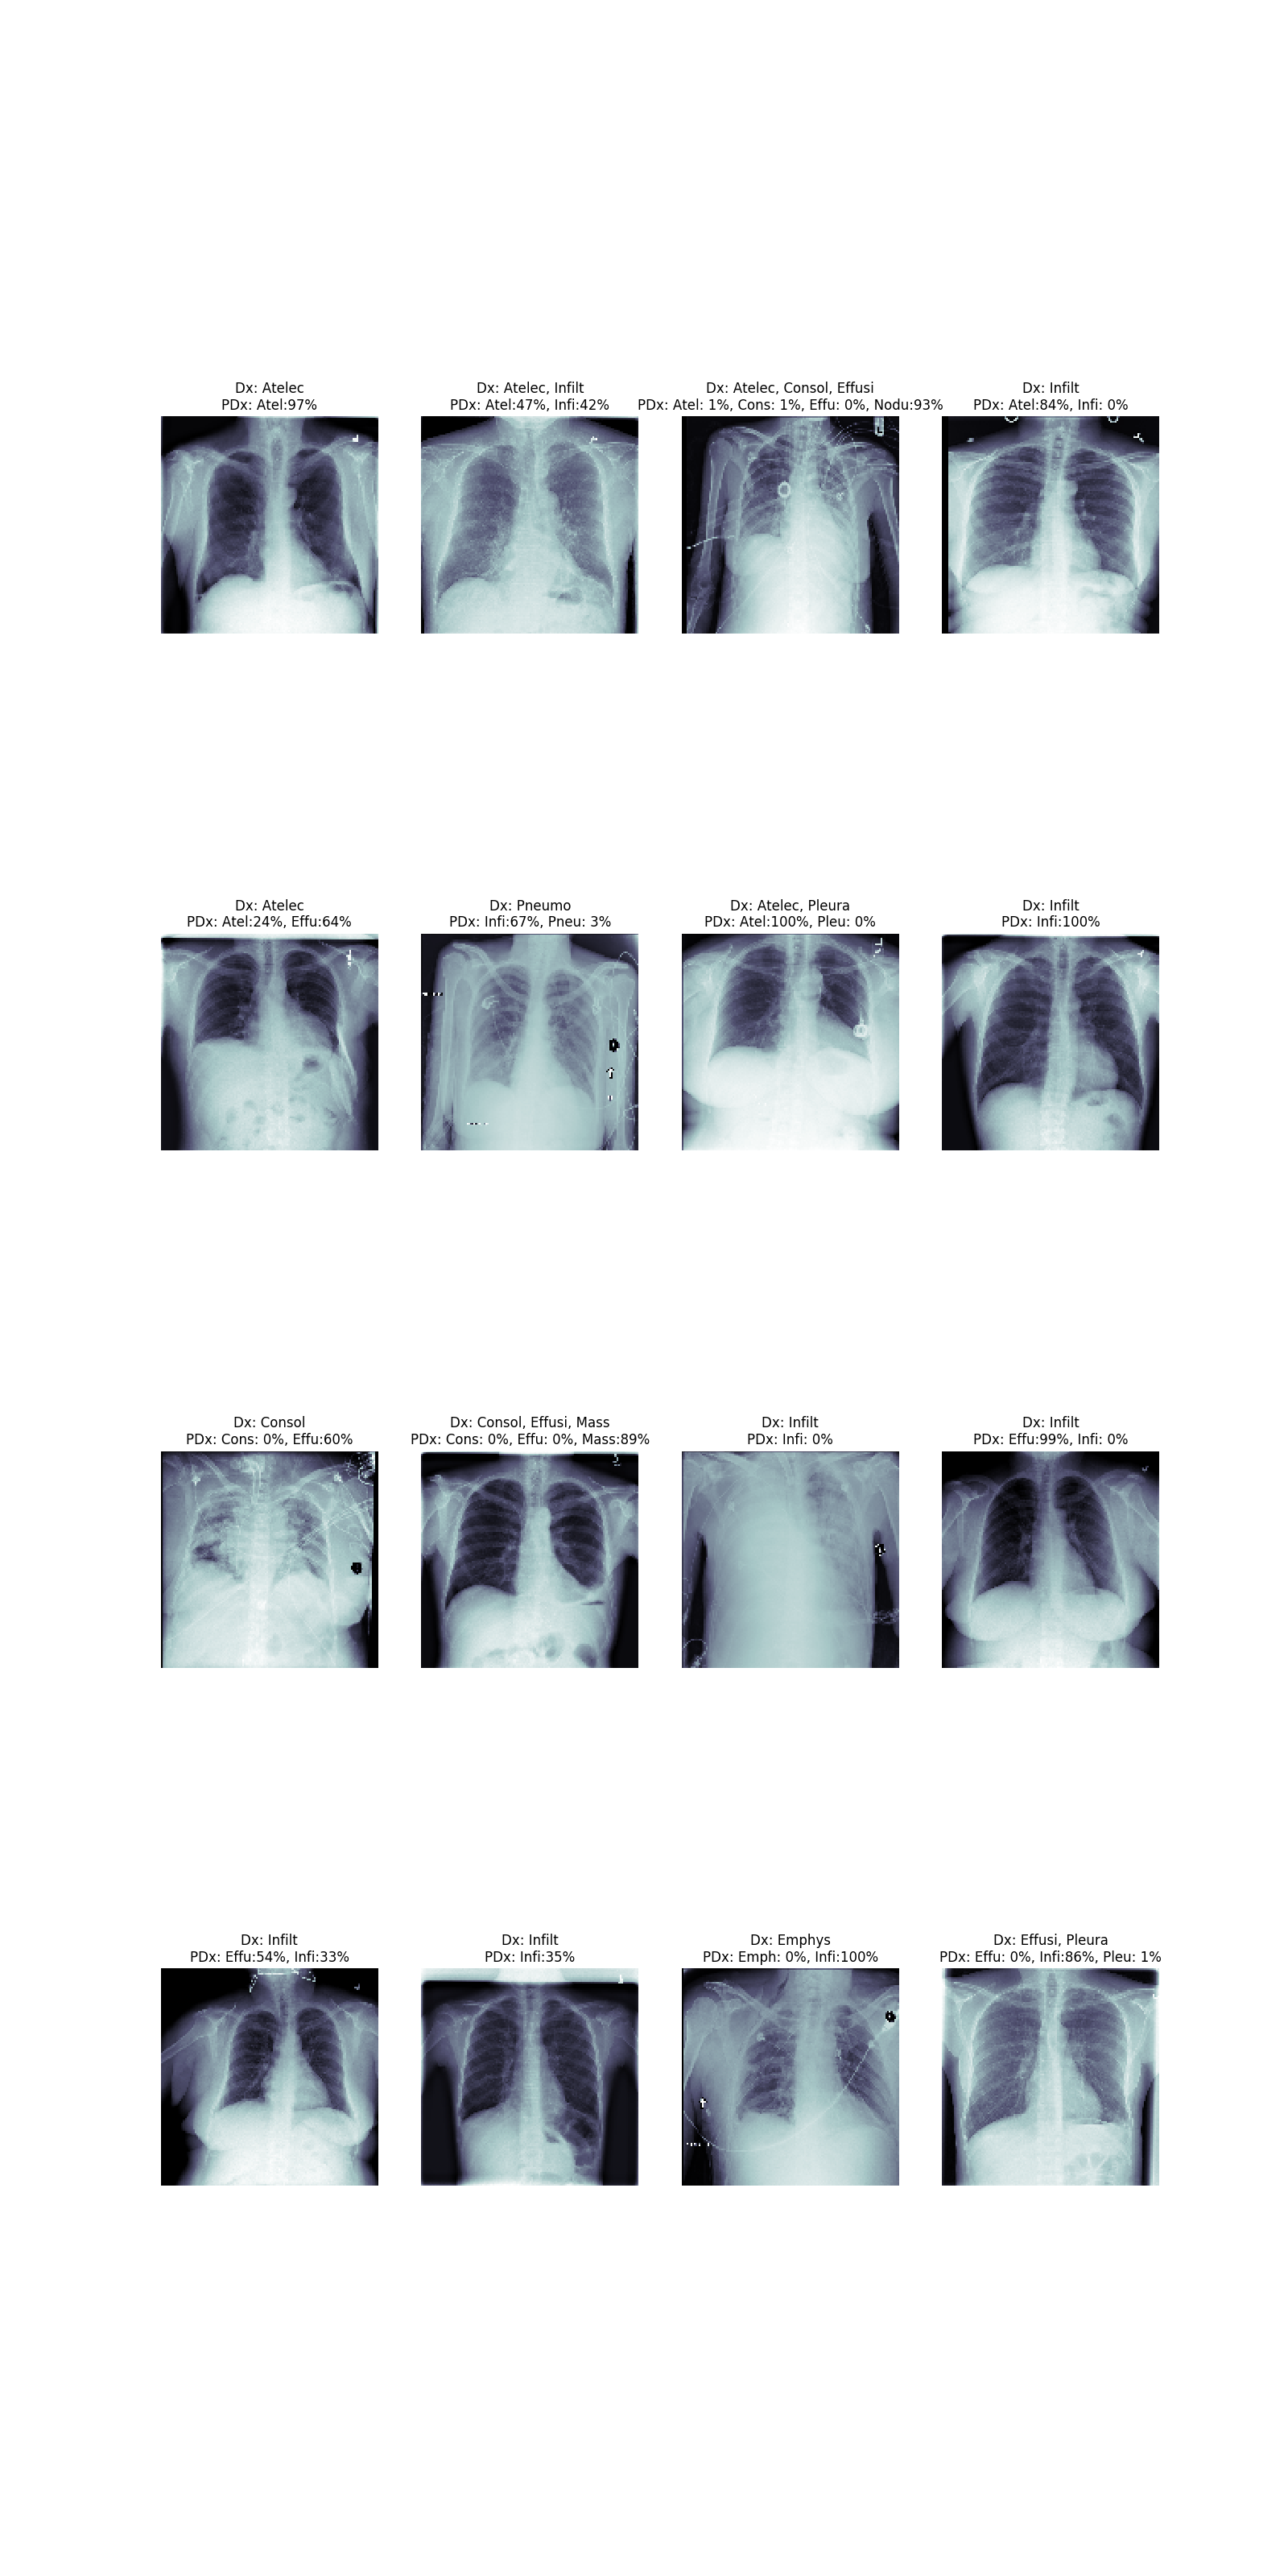 Dx: Atelec
PDx: Atel:97%
Dx: Atelec, Infilt
PDx: Atel:47%, Infi:42%
Dx: Atelec, Consol, Effusi
PDx: Atel: 1%, Cons: 1%, Effu: 0%, Nodu:93%
Dx: Infilt
PDx: Atel:84%, Infi: 0%
Dx: Atelec
PDx: Atel:24%, Effu:64%
Dx: Pneumo
PDx: Infi:67%, Pneu: 3%
Dx: Atelec, Pleura
PDx: Atel:100%, Pleu: 0%
Dx: Infilt
PDx: Infi:100%
Dx: Consol
PDx: Cons: 0%, Effu:60%
Dx: Consol, Effusi, Mass
PDx: Cons: 0%, Effu: 0%, Mass:89%
Dx: Infilt
PDx: Infi: 0%
Dx: Infilt
PDx: Effu:99%, Infi: 0%
Dx: Infilt
PDx: Effu:54%, Infi:33%
Dx: Infilt
PDx: Infi:35%
Dx: Emphys
PDx: Emph: 0%, Infi:100%
Dx: Effusi, Pleura
PDx: Effu: 0%, Infi:86%, Pleu: 1%